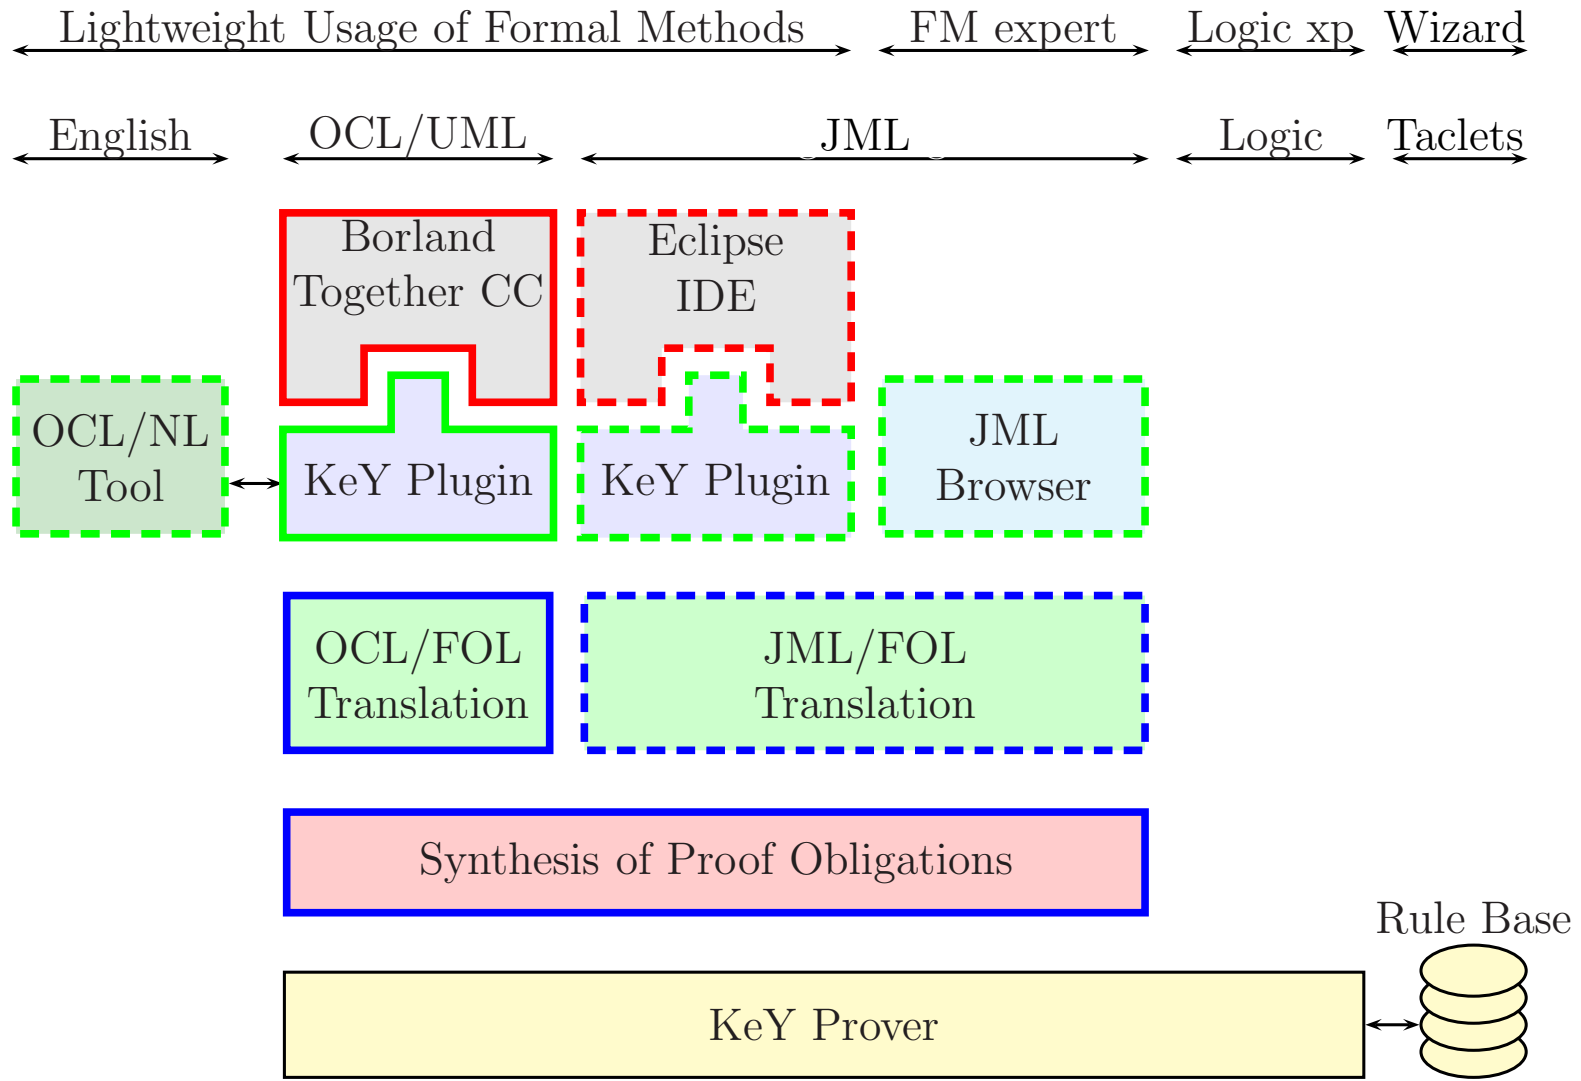 Lightweight Usage of Formal Methods
FM expert
Logic xp
Wizard
English
OCL/UML
JML
Logic
Taclets
Borland
Together CC
Eclipse
IDE
OCL/NL
Tool
KeY Plugin
KeY Plugin
JML
Browser
OCL/FOL
Translation
JML/FOL
Translation
Synthesis of Proof Obligations
Rule Base
KeY Prover